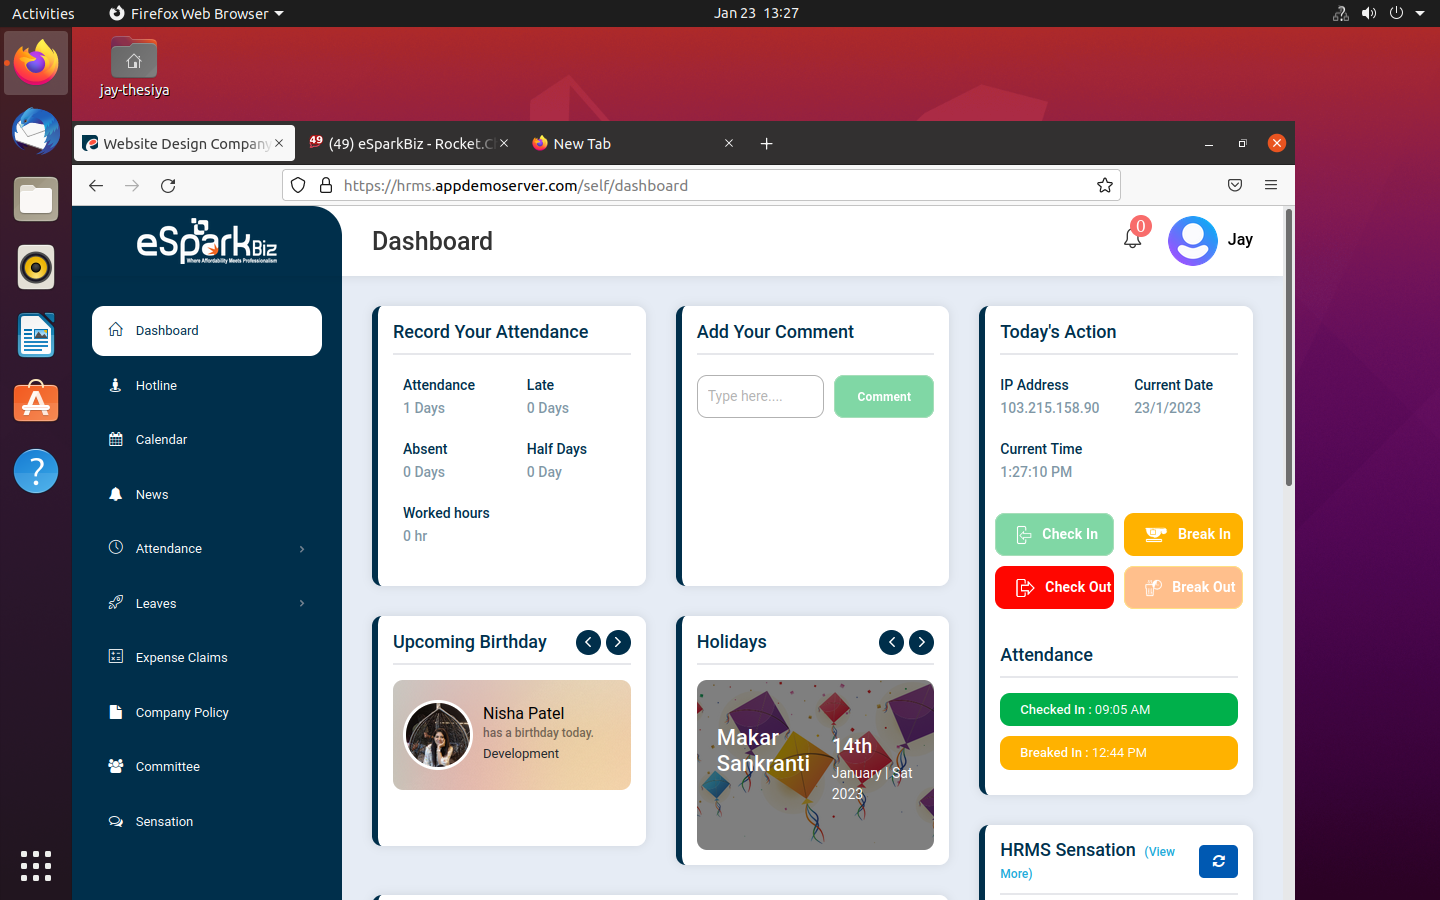 Activities
Firefox Web Browser
Jan 23 13:27
jay-thesiya
Website Design Company
(49) eSparkBiz - Rocket.C
New Tab
https://hrms.appdemoserver.com/self/dashboard
eSparkBiz
Where Affordability Meets Professionalism
Dashboard
0
Jay
Dashboard
Hotline
Calendar
News
Attendance
Leaves
Expense Claims
Company Policy
Committee
Sensation
Record Your Attendance
Attendance
1 Days
Late
0 Days
Absent
0 Days
Half Days
0 Day
Worked hours
0 hr
Add Your Comment
Type here....
Comment
Today's Action
IP Address
103.215.158.90
Current Date
23/1/2023
Current Time
1:27:10 PM
Check In
Break In
Check Out
Break Out
Attendance
Checked In : 09:05 AM
Breaked In : 12:44 PM
Upcoming Birthday
Nisha Patel
has a birthday today.
Development
Holidays
Makar
Sankranti
14th
January | Sat
2023
HRMS Sensation (View
More)
49